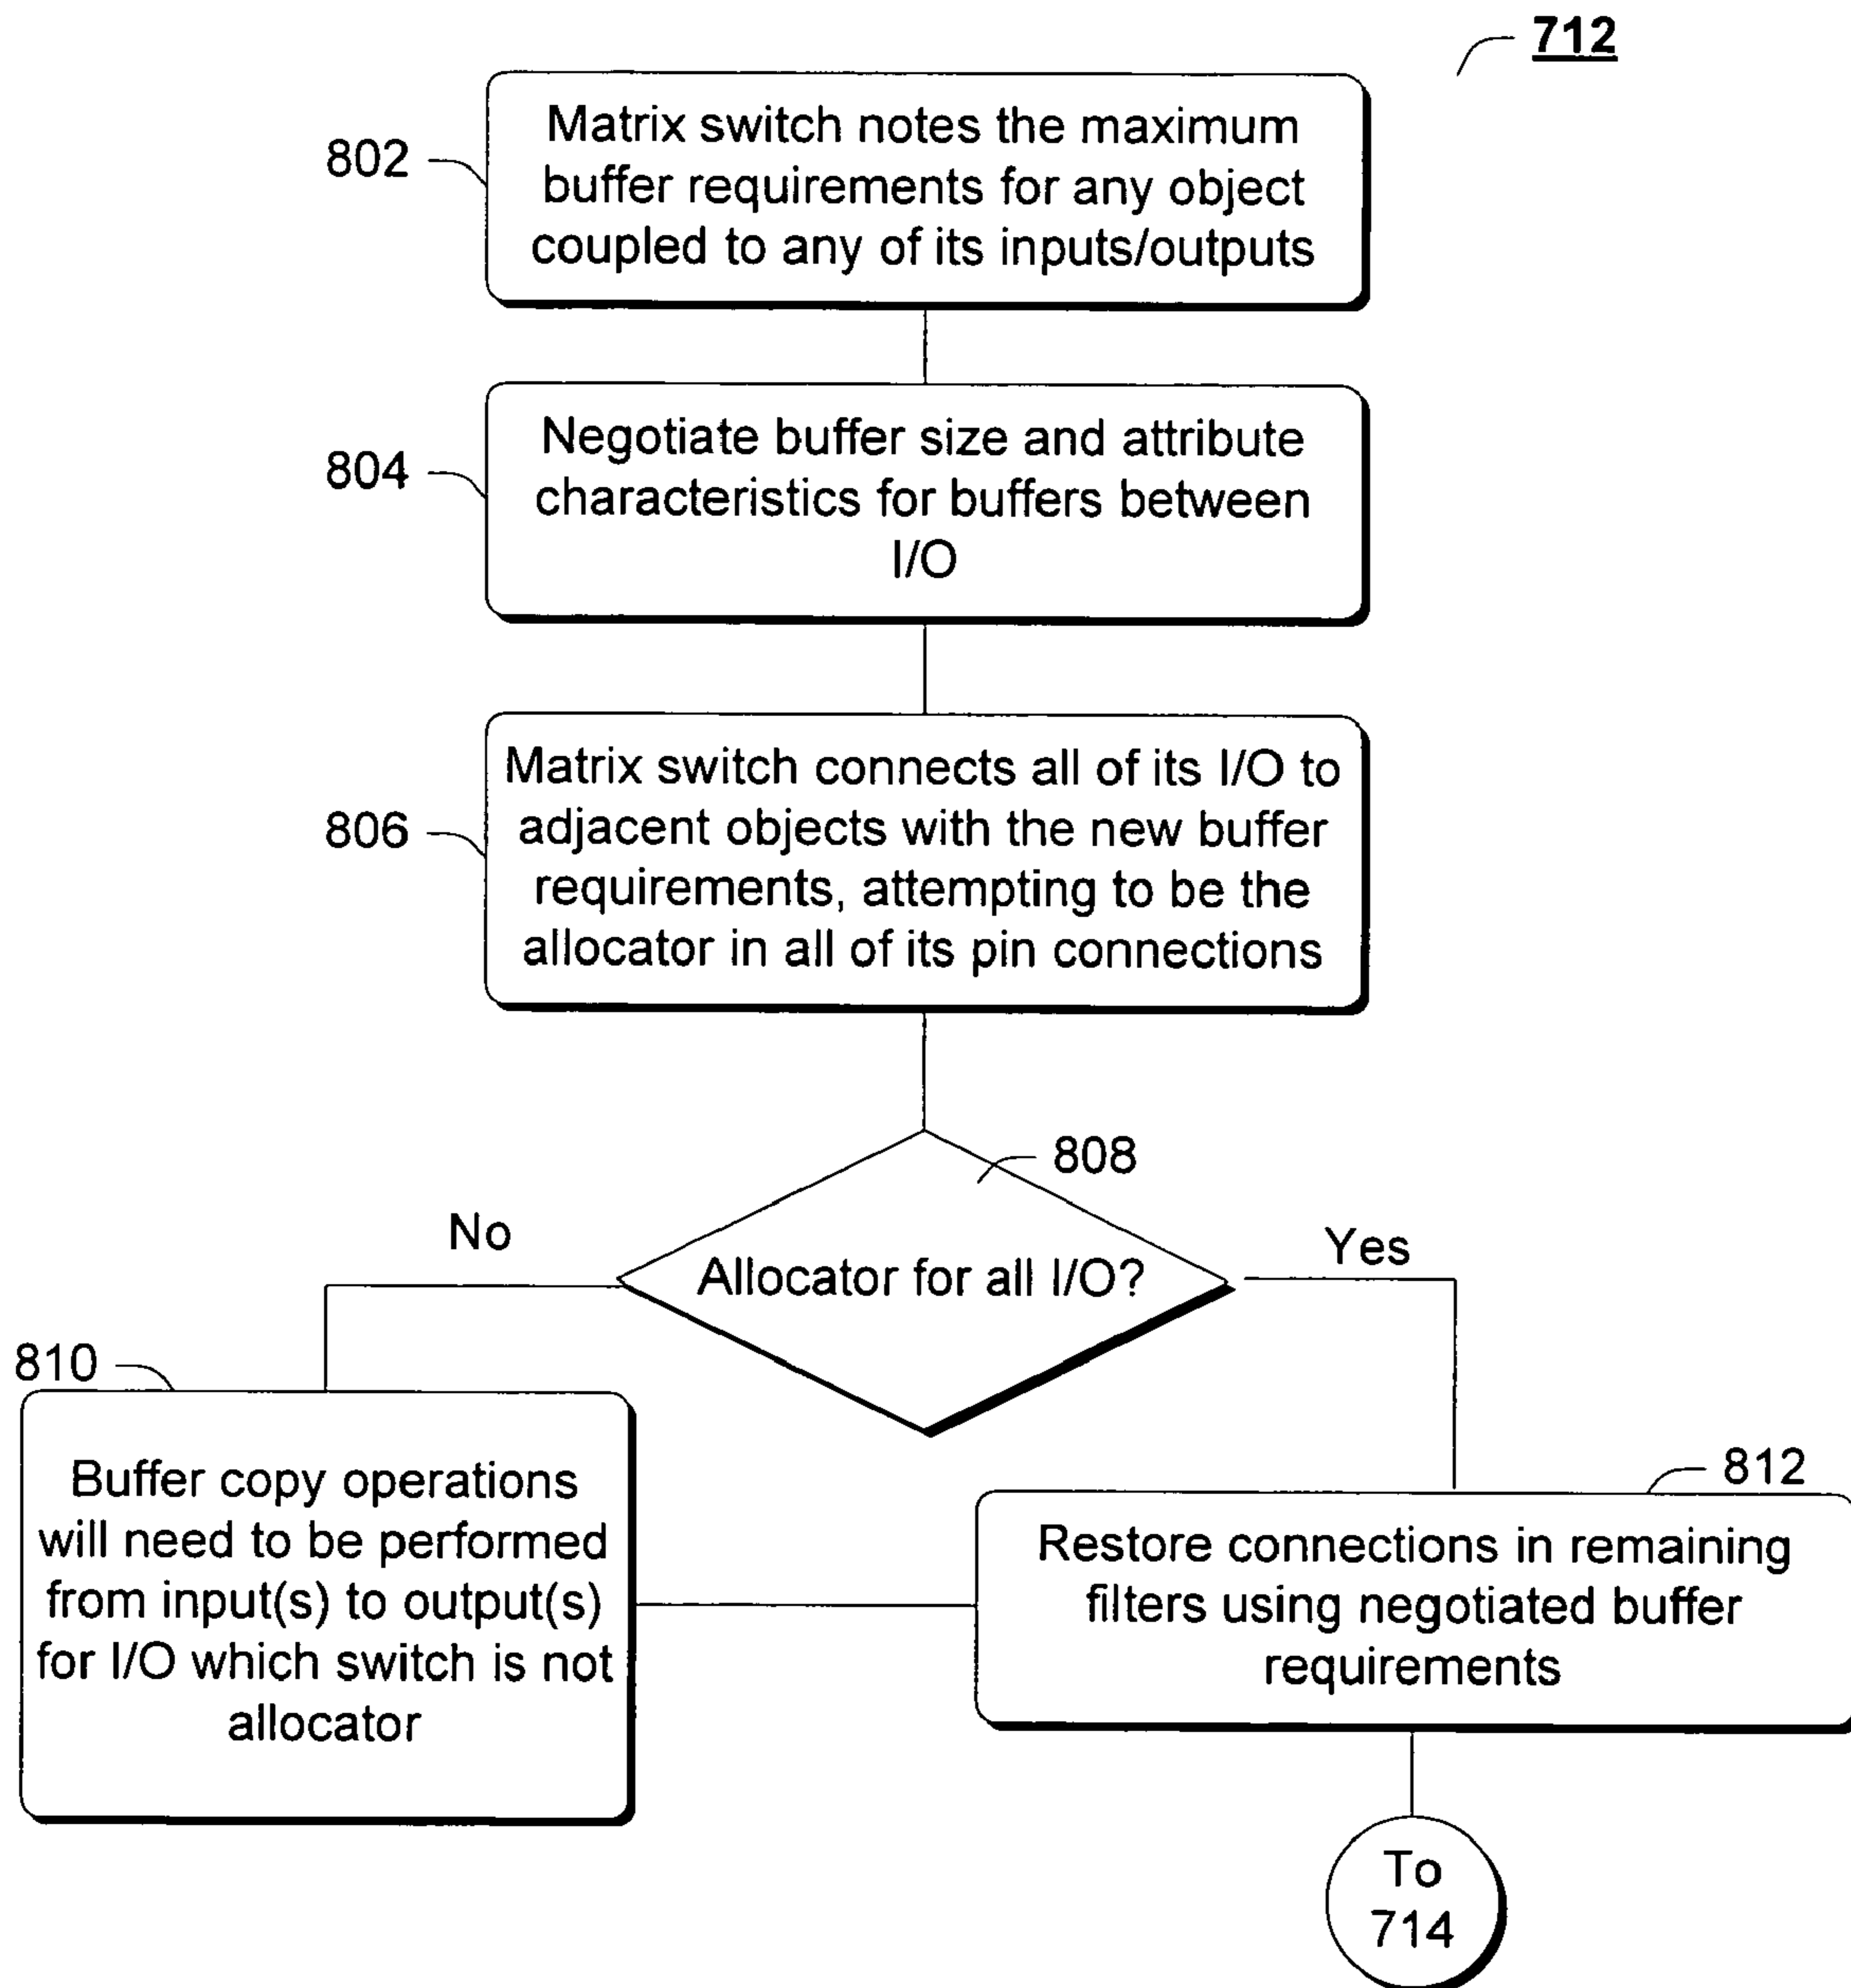 712
802
Matrix switch notes the maximum
buffer requirements for any object
coupled to any of its inputs/outputs
804
Negotiate buffer size and attribute
characteristics for buffers between
I/O
806
Matrix switch connects all of its I/O to
adjacent objects with the new buffer
requirements, attempting to be the
allocator in all of its pin connections
808
No
Allocator for all I/O?
Yes
810
Buffer copy operations
will need to be performed
from input(s) to output(s)
for I/O which switch is not
allocator
812
Restore connections in remaining
filters using negotiated buffer
requirements
To
714